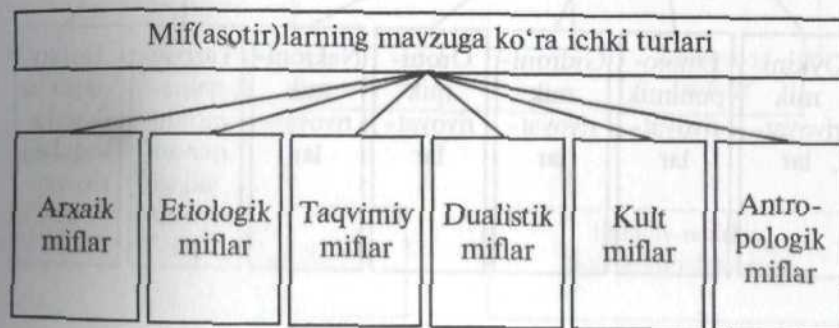 Mif(asotir)larning mavzuga ko‘ra ichki turlari
Arxaik
miflar
Etiologik
miflar
Taqvimiy
miflar
Dualistik
miflar
Kult
miflar
Antro-
pologik
miflar